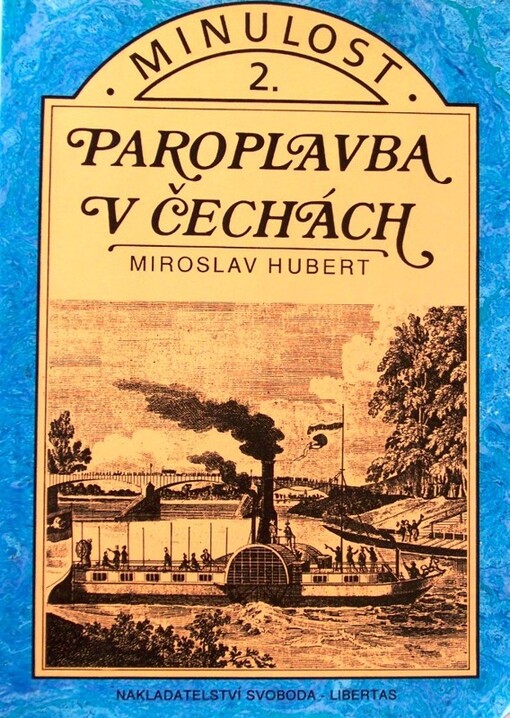 · MINULOST ·
2.
PAROPLAVBA
V ČECHÁCH
MIROSLAV HUBERT
NAKLADATELSTVÍ SVOBODA - LIBERTAS